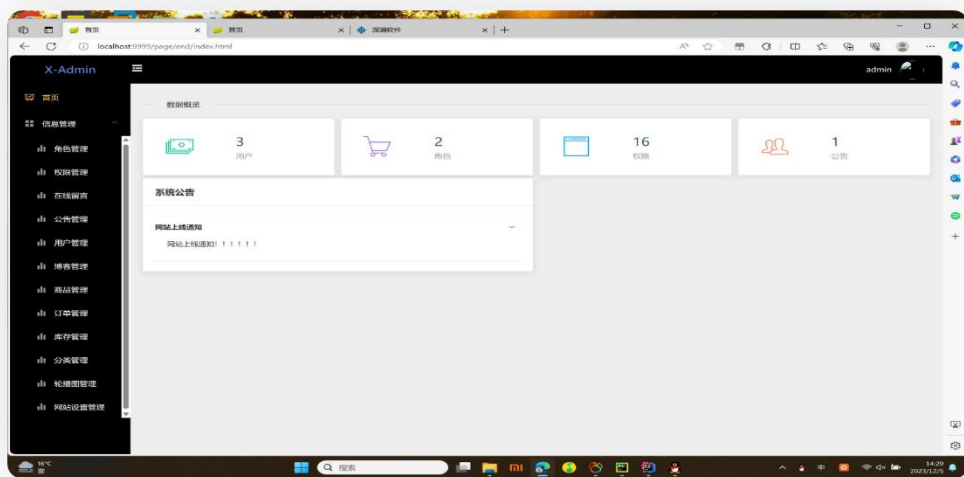 首页
首页
深澜软件
localhost:9999/page/end/index.html
X-Admin
admin
首页
信息管理
角色管理
权限管理
在线留言
公告管理
用户管理
博客管理
商品管理
订单管理
库存管理
分类管理
轮播图管理
网站设置管理
数据概览
3
用户
2
角色
16
权限
1
公告
系统公告
网站上线通知
网站上线通知！！！！！！
16°C
搜索
中
14:29
2023/12/5